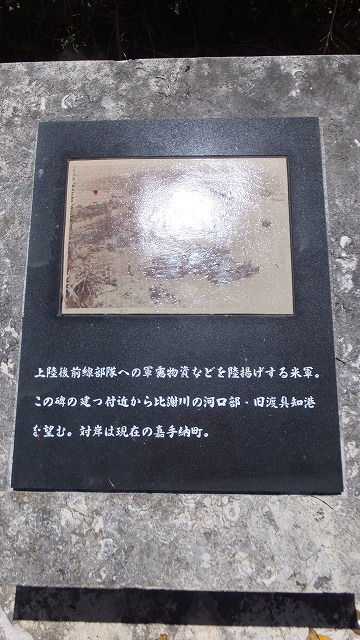 上陸後前線部隊への軍需物資などを陸揚げする米軍。
この碑の建つ付近から比謝川の河口部・旧渡具知港
を望む。対岸は現在の嘉手納町。